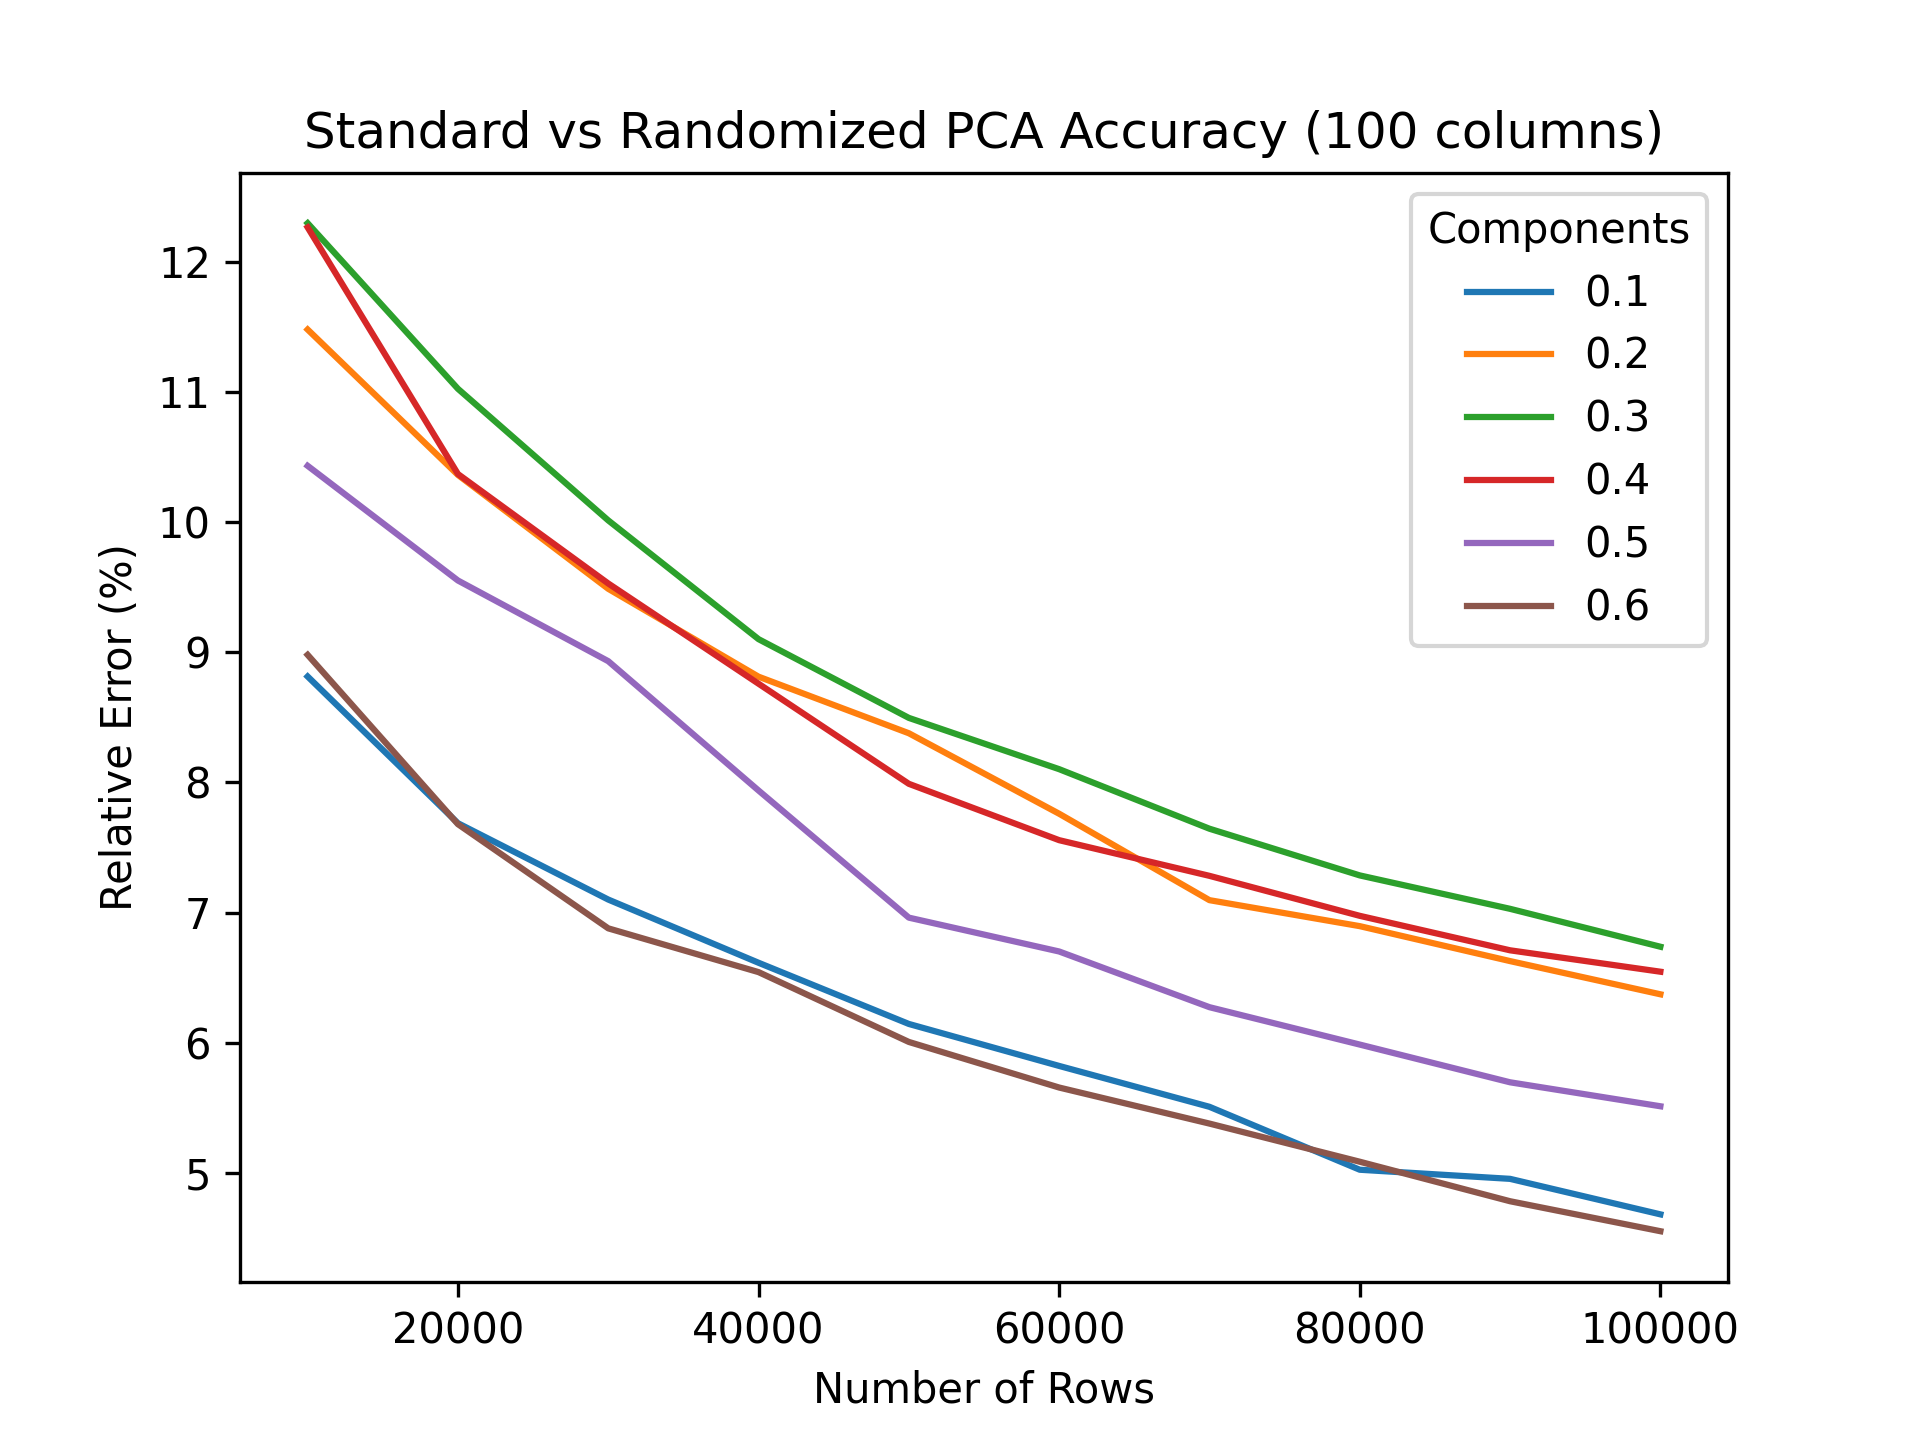 Standard vs Randomized PCA Accuracy (100 columns)
Components
0.1
0.2
0.3
0.4
0.5
0.6
Relative Error (%)
12
11
10
9
8
7
6
5
20000 40000 60000 80000 100000
Number of Rows